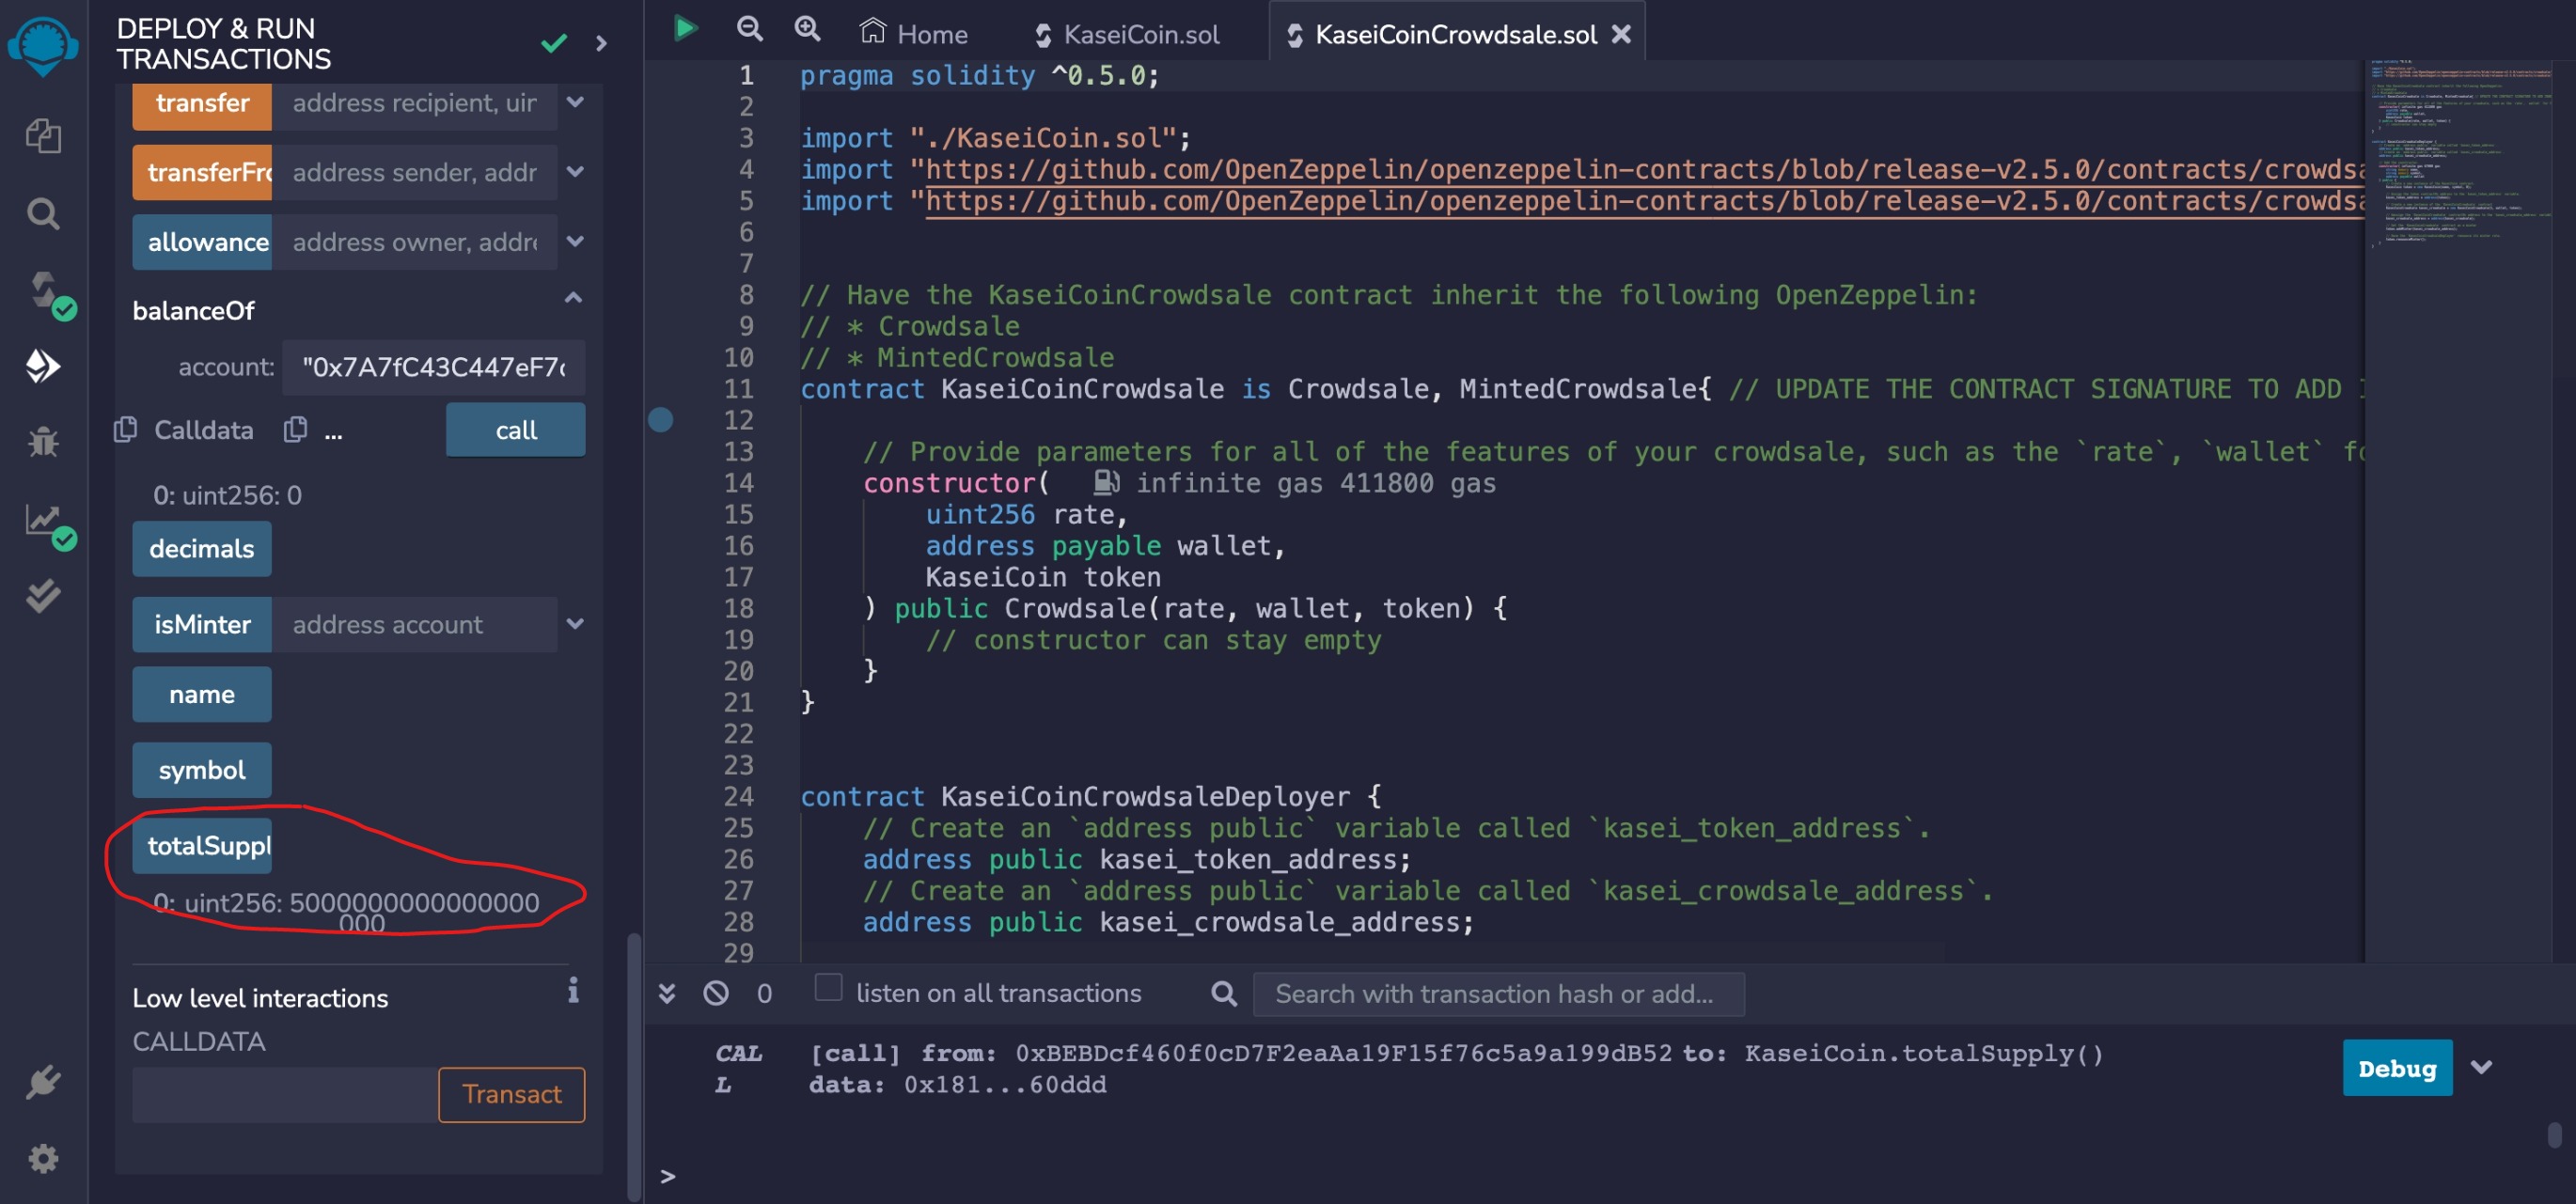 DEPLOY & RUN
TRANSACTIONS
transfer address recipient, uir
transferFrc address sender, addr
allowance address owner, addre
balanceOf
account: "0x7A7fC43C447eF7
Calldata ... call
0: uint256: 0
decimals
isMinter address account
name
symbol
totalSuppl
0: uint256: 5000000000000000
000
Low level interactions
CALLDATA
Transact
Home KaseiCoin.sol KaseiCoinCrowdsale.sol
1 pragma solidity ^0.5.0;
2
3 import "./KaseiCoin.sol";
4 import "https://github.com/OpenZeppelin/openzeppelin-contracts/blob/release-v2.5.0/contracts/crowdsa
5 import "https://github.com/OpenZeppelin/openzeppelin-contracts/blob/release-v2.5.0/contracts/crowdsa
6
7
8 // Have the KaseiCoinCrowdsale contract inherit the following OpenZeppelin:
9 // * Crowdsale
10 // * MintedCrowdsale
11 contract KaseiCoinCrowdsale is Crowdsale, MintedCrowdsale{ // UPDATE THE CONTRACT SIGNATURE TO ADD
12
13 // Provide parameters for all of the features of your crowdsale, such as the `rate`, `wallet` fo
14 constructor( infinite gas 411800 gas
15 uint256 rate,
16 address payable wallet,
17 KaseiCoin token
18 ) public Crowdsale(rate, wallet, token) {
19 // constructor can stay empty
20 }
21 }
22
23
24 contract KaseiCoinCrowdsaleDeployer {
25 // Create an `address public` variable called `kasei_token_address`.
26 address public kasei_token_address;
27 // Create an `address public` variable called `kasei_crowdsale_address`.
28 address public kasei_crowdsale_address;
29
0 listen on all transactions Search with transaction hash or add...
CAL [call] from: 0xBEBDcf460f0cD7F2eaAa19F15f76c5a9a199dB52 to: KaseiCoin.totalSupply()
L data: 0x181...60ddd
Debug
>